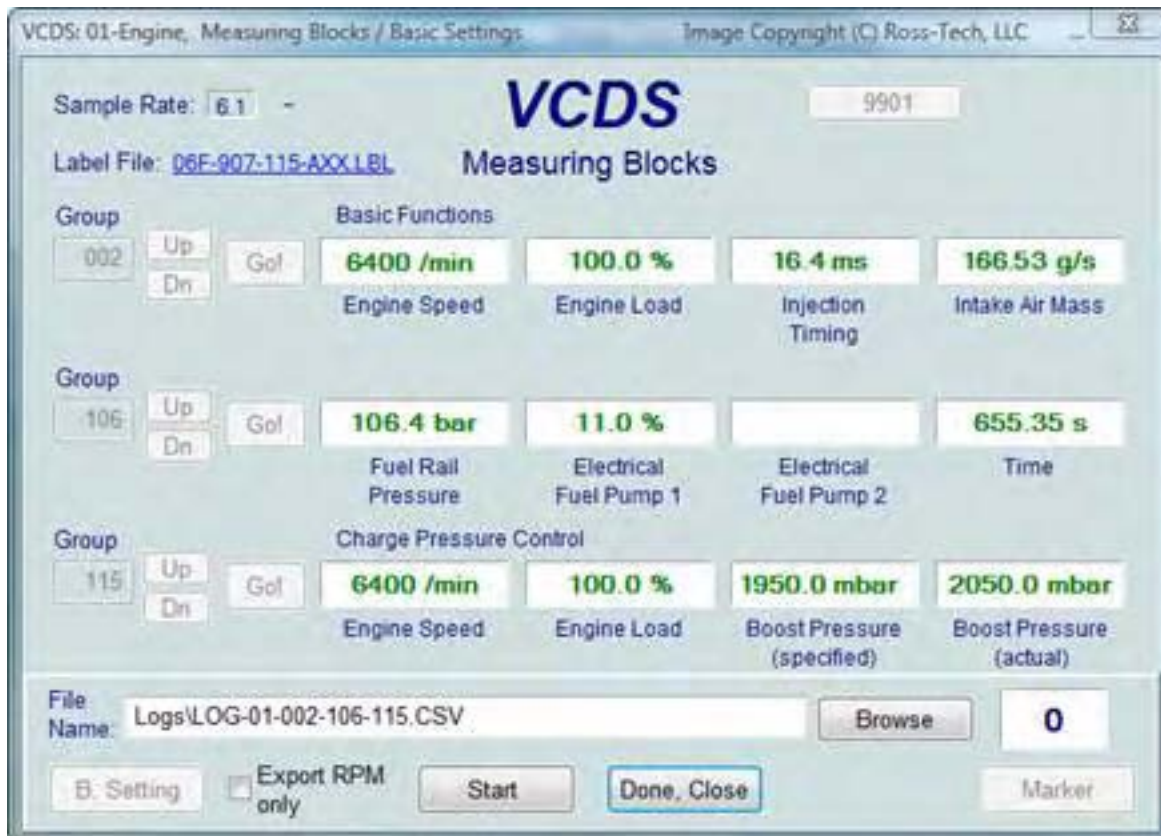 VCDS: 01-Engine, Measuring Blocks / Basic Settings Image Copyright (C) Ross-Tech, LLC
Sample Rate: 6.1 -
VCDS
9901
Label File: 06F-907-115-AXX.LBL
Measuring Blocks
Group Basic Functions
002 Up Dn Go! 6400 /min 100.0 % 16.4 ms 166.53 g/s
Engine Speed Engine Load Injection Timing Intake Air Mass
Group
106 Up Dn Go! 106.4 bar 11.0 % 655.35 s
Fuel Rail Pressure Electrical Fuel Pump 1 Electrical Fuel Pump 2 Time
Group Charge Pressure Control
115 Up Dn Go! 6400 /min 100.0 % 1950.0 mbar 2050.0 mbar
Engine Speed Engine Load Boost Pressure (specified) Boost Pressure (actual)
File Name: Logs\LOG-01-002-106-115.CSV Browse 0
B. Setting Export RPM only Start Done, Close Marker